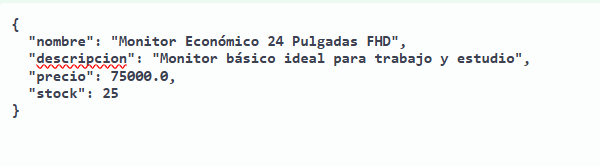 {
"nombre": "Monitor Económico 24 Pulgadas FHD",
"descripcion": "Monitor básico ideal para trabajo y estudio",
"precio": 75000.0,
"stock": 25
}